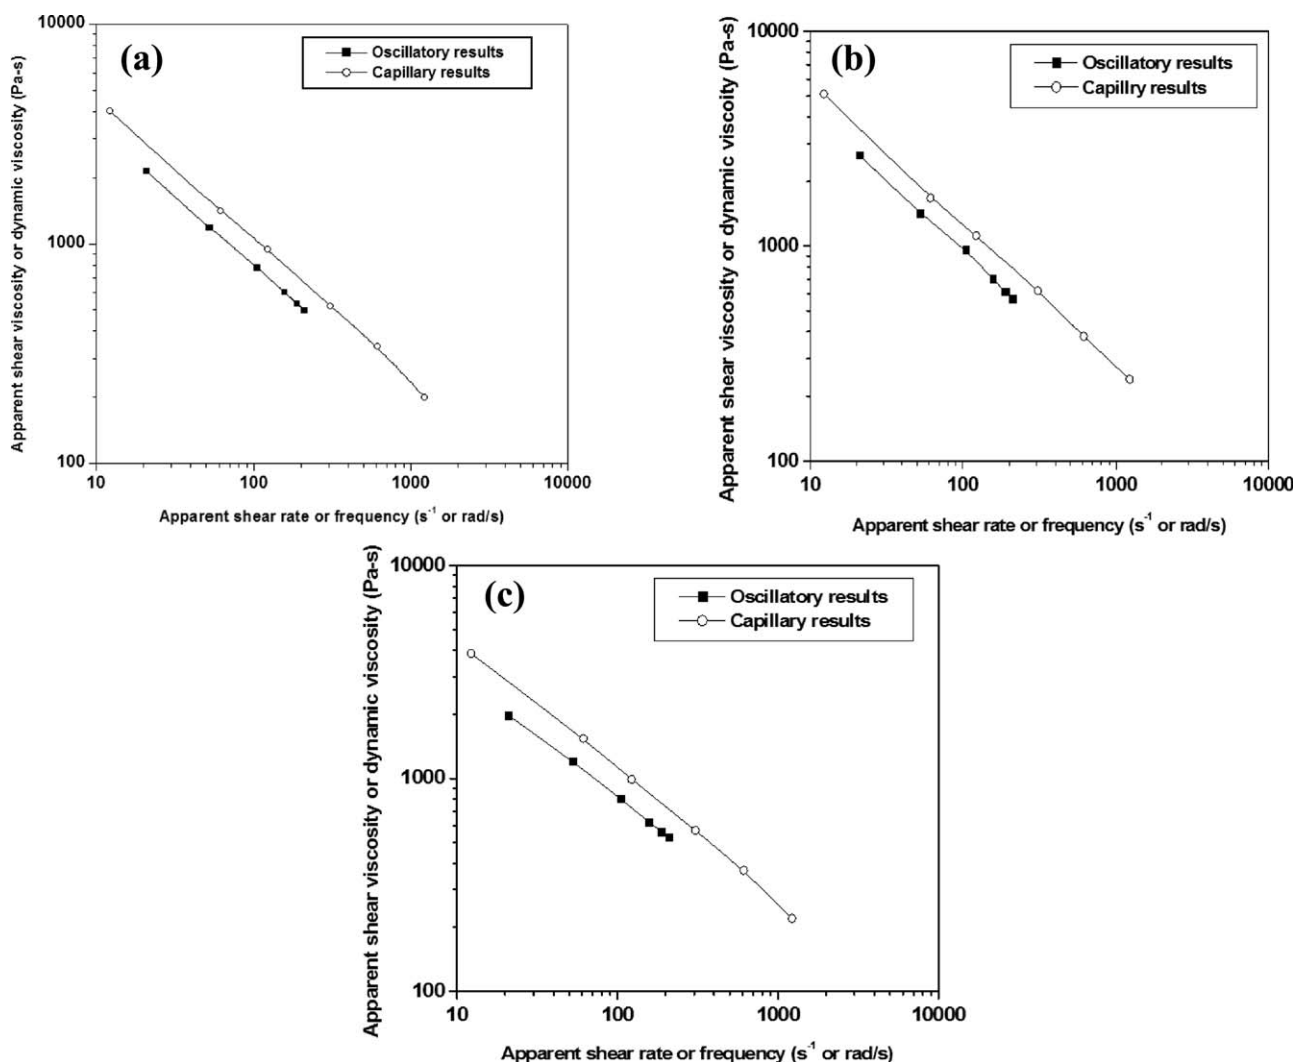 (a)
Oscillatory results
Capillary results
10000
1000
100
10
100
1000
10000
Apparent shear viscosity or dynamic viscosity (Pa-s)
Apparent shear rate or frequency (s⁻¹ or rad/s)
(b)
Oscillatory results
Capillry results
10000
1000
100
10
100
1000
10000
Apparent shear viscosity or dynamic viscoity (Pa-s)
Apparent shear rate or frequency (s⁻¹ or rad/s)
(c)
Oscillatory results
Capillary results
10000
1000
100
10
100
1000
10000
Apparent shear viscosity or dynamic viscosity (Pa-s)
Apparent shear rate or frequency (s⁻¹ or rad/s)